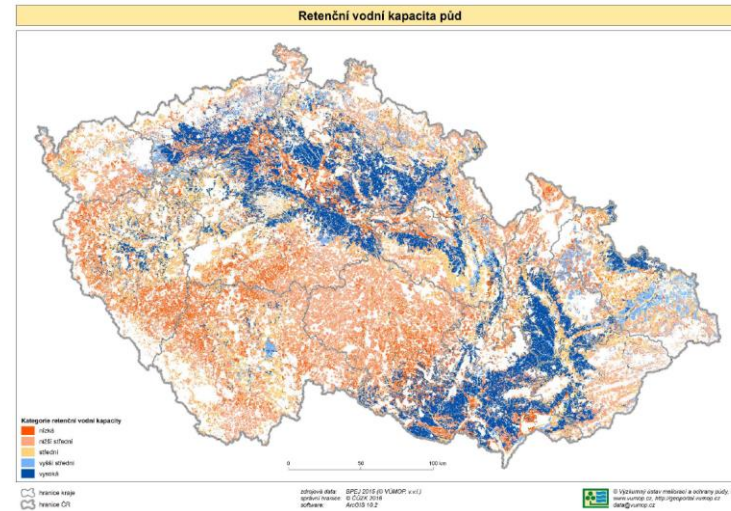 Retenční vodní kapacita půd
Kategorie retenční vodní kapacity
nízká
nižší střední
střední
vyšší střední
vysoká
0 50 100 km
hranice kraje
hranice ČR
zdrojová data: BPEJ 2015 (© VÚMOP, v.v.i.)
správní hranice: © ČÚZK 2016
software: ArcGIS 10.2
© Výzkumný ústav meliorací a ochrany půdy,
www.vumop.cz, http://geoportal.vumop.cz
data@vumop.cz